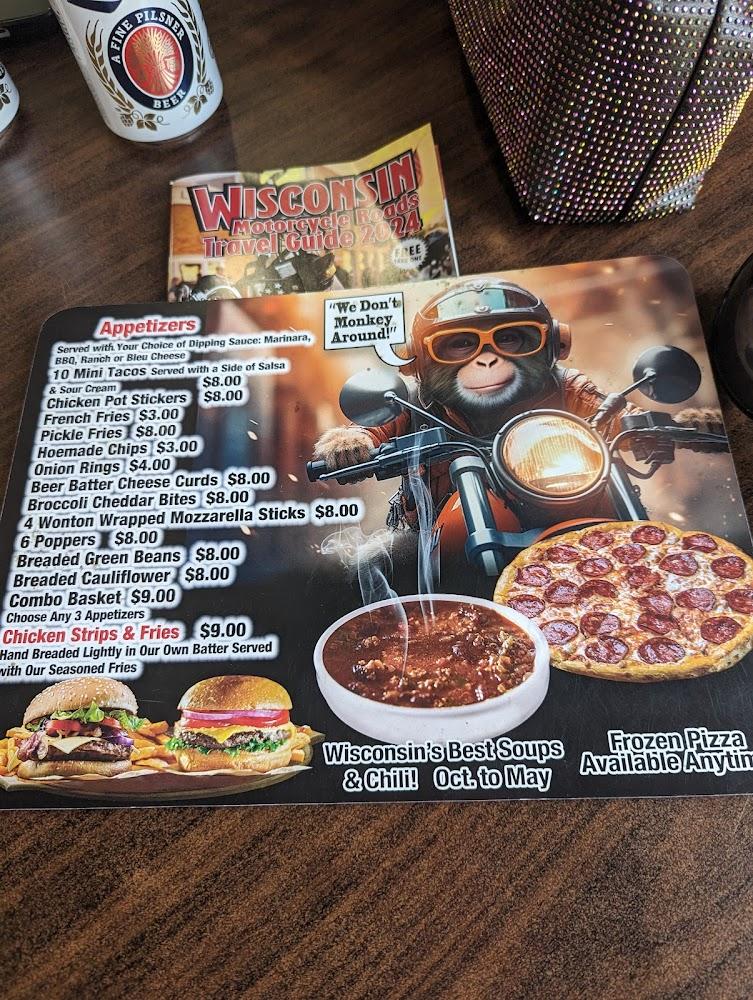 A FINE PILSNER
BEER
WISCONSIN
Motorcycle Roads
Travel Guide 2024
FREE
TAKE ONE
"We Don't
Monkey
Around!"
Appetizers
Served with Your Choice of Dipping Sauce: Marinara,
BBQ, Ranch or Bleu Cheese
10 Mini Tacos Served with a Side of Salsa
& Sour Cream $8.00
Chicken Pot Stickers $8.00
French Fries $3.00
Pickle Fries $8.00
Hoemade Chips $3.00
Onion Rings $4.00
Beer Batter Cheese Curds $8.00
Broccoli Cheddar Bites $8.00
4 Wonton Wrapped Mozzarella Sticks $8.00
6 Poppers $8.00
Breaded Green Beans $8.00
Breaded Cauliflower $8.00
Combo Basket $9.00
Choose Any 3 Appetizers
Chicken Strips & Fries $9.00
Hand Breaded Lightly in Our Own Batter Served
with Our Seasoned Fries
Wisconsin's Best Soups
& Chili! Oct. to May
Frozen Pizza
Available Anytim